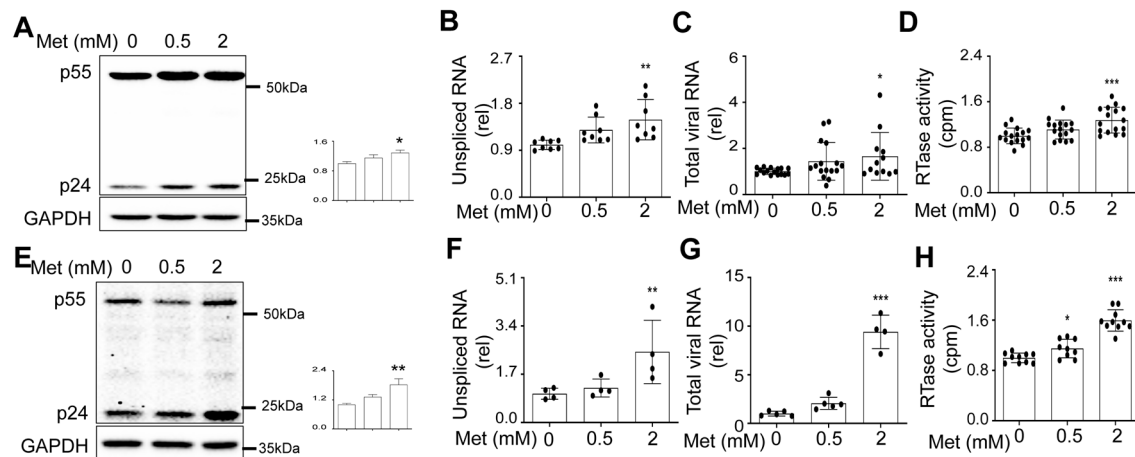 A
Met (mM) 0 0.5 2
p55
50kDa
p24
25kDa
GAPDH
35kDa
1.6
*
0.8
0.0
B
Unspliced RNA
(rel)
2.7
1.8
0.9
0.0
**
Met (mM) 0 0.5 2
C
Total viral RNA
(rel)
6
4
2
0
*
Met (mM) 0 0.5 2
D
RTase activity
(cpm)
2.4
1.6
1.2
0.6
0.0
***
Met (mM) 0 0.5 2
E
Met (mM) 0 0.5 2
p55
50kDa
p24
25kDa
GAPDH
35kDa
2.4
**
1.2
0.0
F
Unspliced RNA
(rel)
5.1
3.4
1.7
0.0
**
Met (mM) 0 0.5 2
G
Total viral RNA
(rel)
15
10
5
0
***
Met (mM) 0 0.5 2
H
RTase activity
(cpm)
2.4
1.6
0.8
0.0
*
***
Met (mM) 0 0.5 2